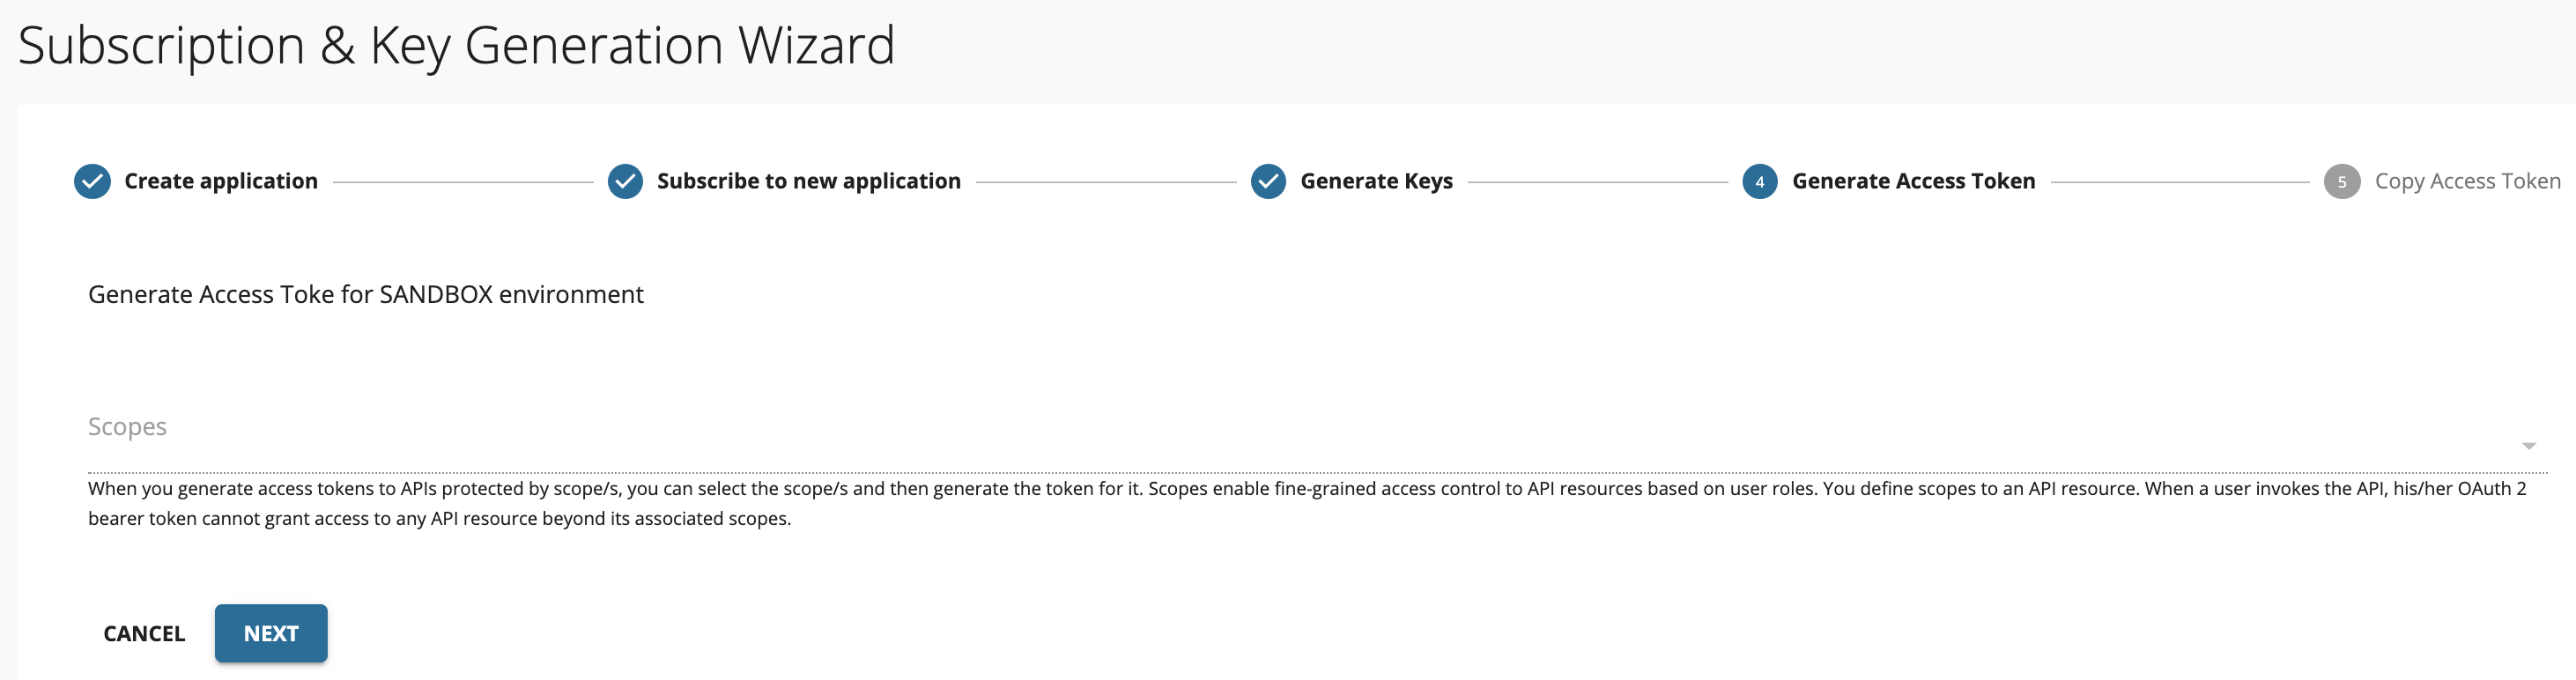 Subscription & Key Generation Wizard
Create application
Subscribe to new application
Generate Keys
4 Generate Access Token
5 Copy Access Token
Generate Access Toke for SANDBOX environment
Scopes
When you generate access tokens to APIs protected by scope/s, you can select the scope/s and then generate the token for it. Scopes enable fine-grained access control to API resources based on user roles. You define scopes to an API resource. When a user invokes the API, his/her OAuth 2
bearer token cannot grant access to any API resource beyond its associated scopes.
CANCEL NEXT